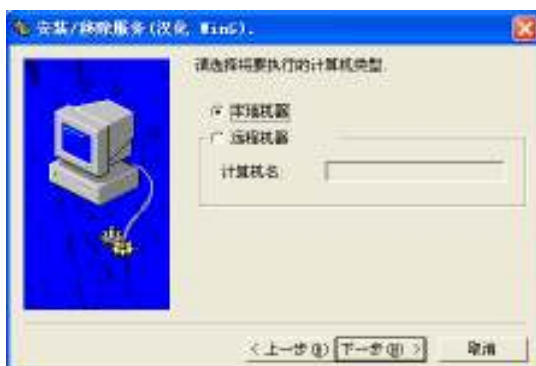 安装/移除服务(汉化 WinG).
请选择将要执行的计算机类型.
本地机器
远程机器
计算机名
< 上一步(B)
下一步(N) >
取消